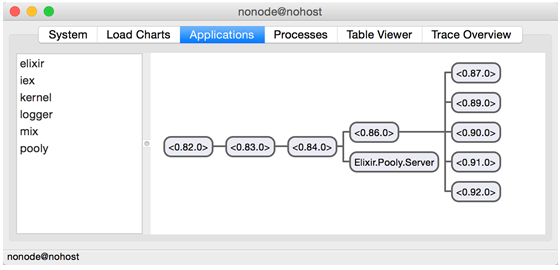 nonode@nohost
System Load Charts Applications Processes Table Viewer Trace Overview
elixir
iex
kernel
logger
mix
pooly
<0.82.0> <0.83.0> <0.84.0>
<0.86.0>
Elixir.Pooly.Server
<0.87.0>
<0.89.0>
<0.90.0>
<0.91.0>
<0.92.0>
nonode@nohost